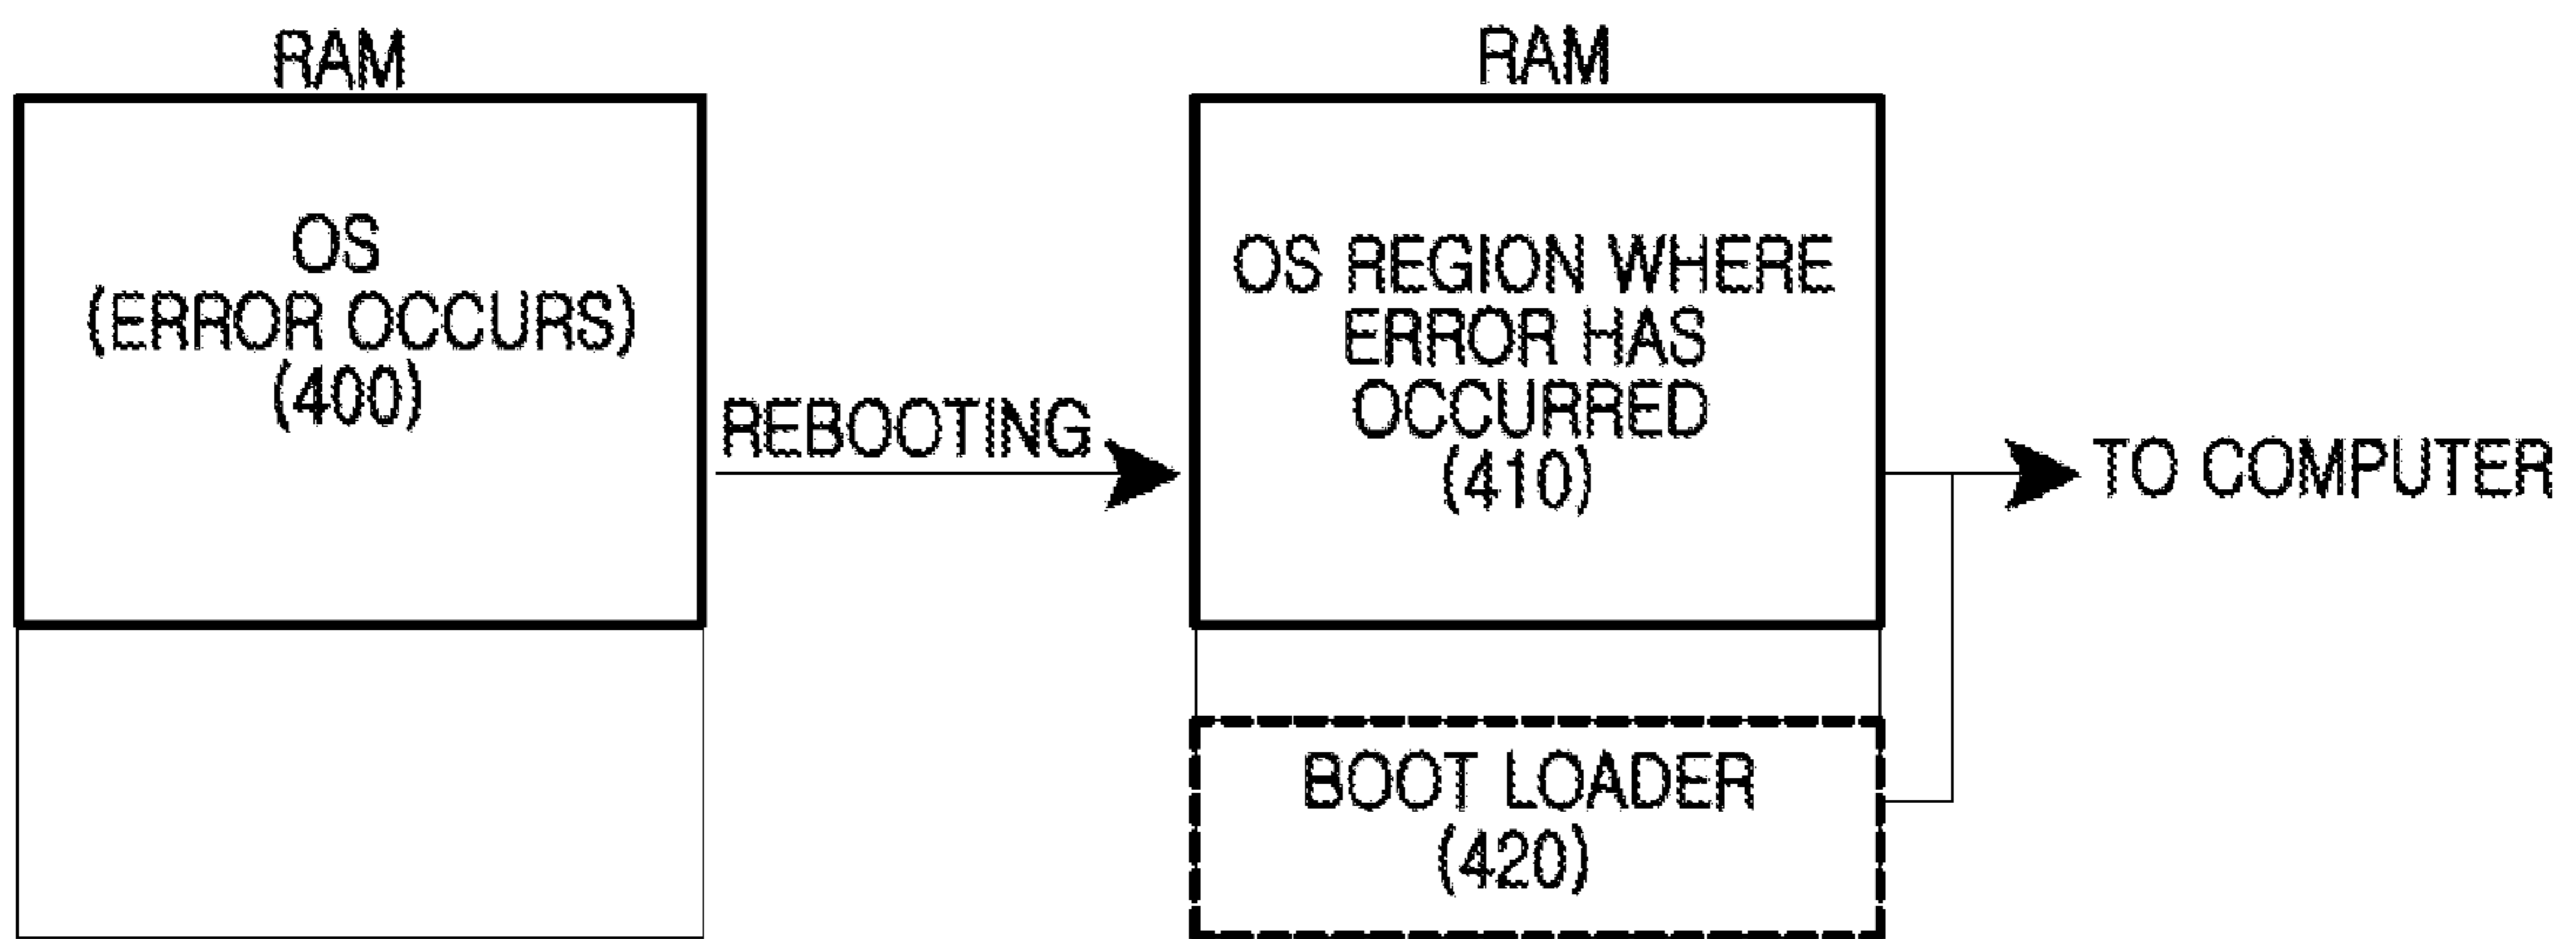 RAM
OS
(ERROR OCCURS)
(400)
REBOOTING
RAM
OS REGION WHERE
ERROR HAS
OCCURRED
(410)
BOOT LOADER
(420)
TO COMPUTER